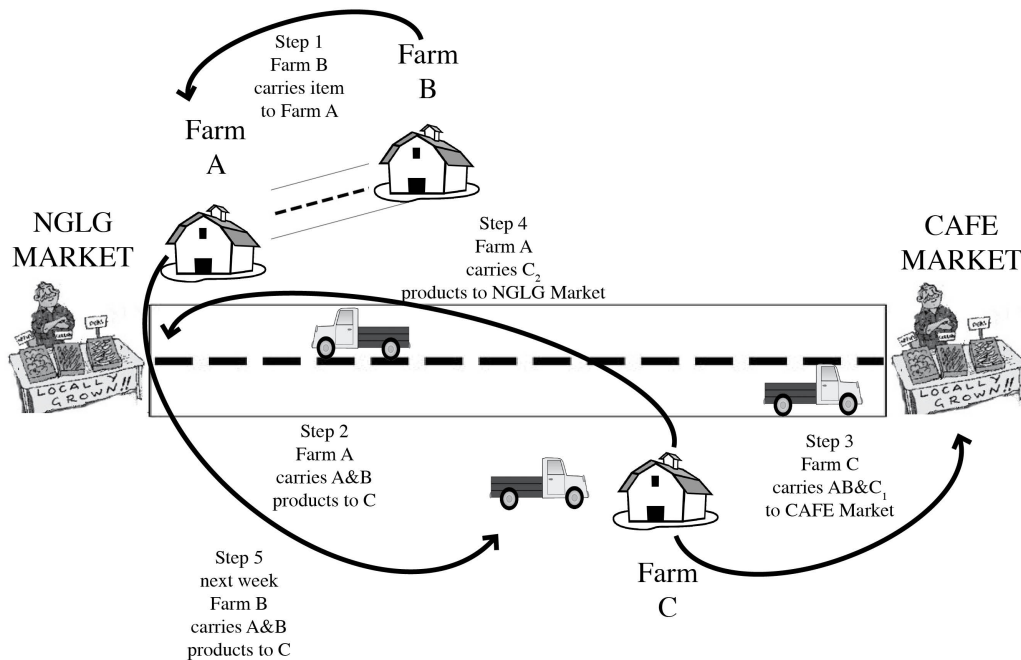 Step 1
Farm B
carries item
to Farm A
Farm
B
Farm
A
NGLG
MARKET
Step 4
Farm A
carries C₂
products to NGLG Market
CAFE
MARKET
PEAS
LOCALLY
GROWN!!
PEAS
LOCALLY
GROWN!!
Step 2
Farm A
carries A&B
products to C
Step 3
Farm C
carries AB&C₁
to CAFE Market
Step 5
next week
Farm B
carries A&B
products to C
Farm
C